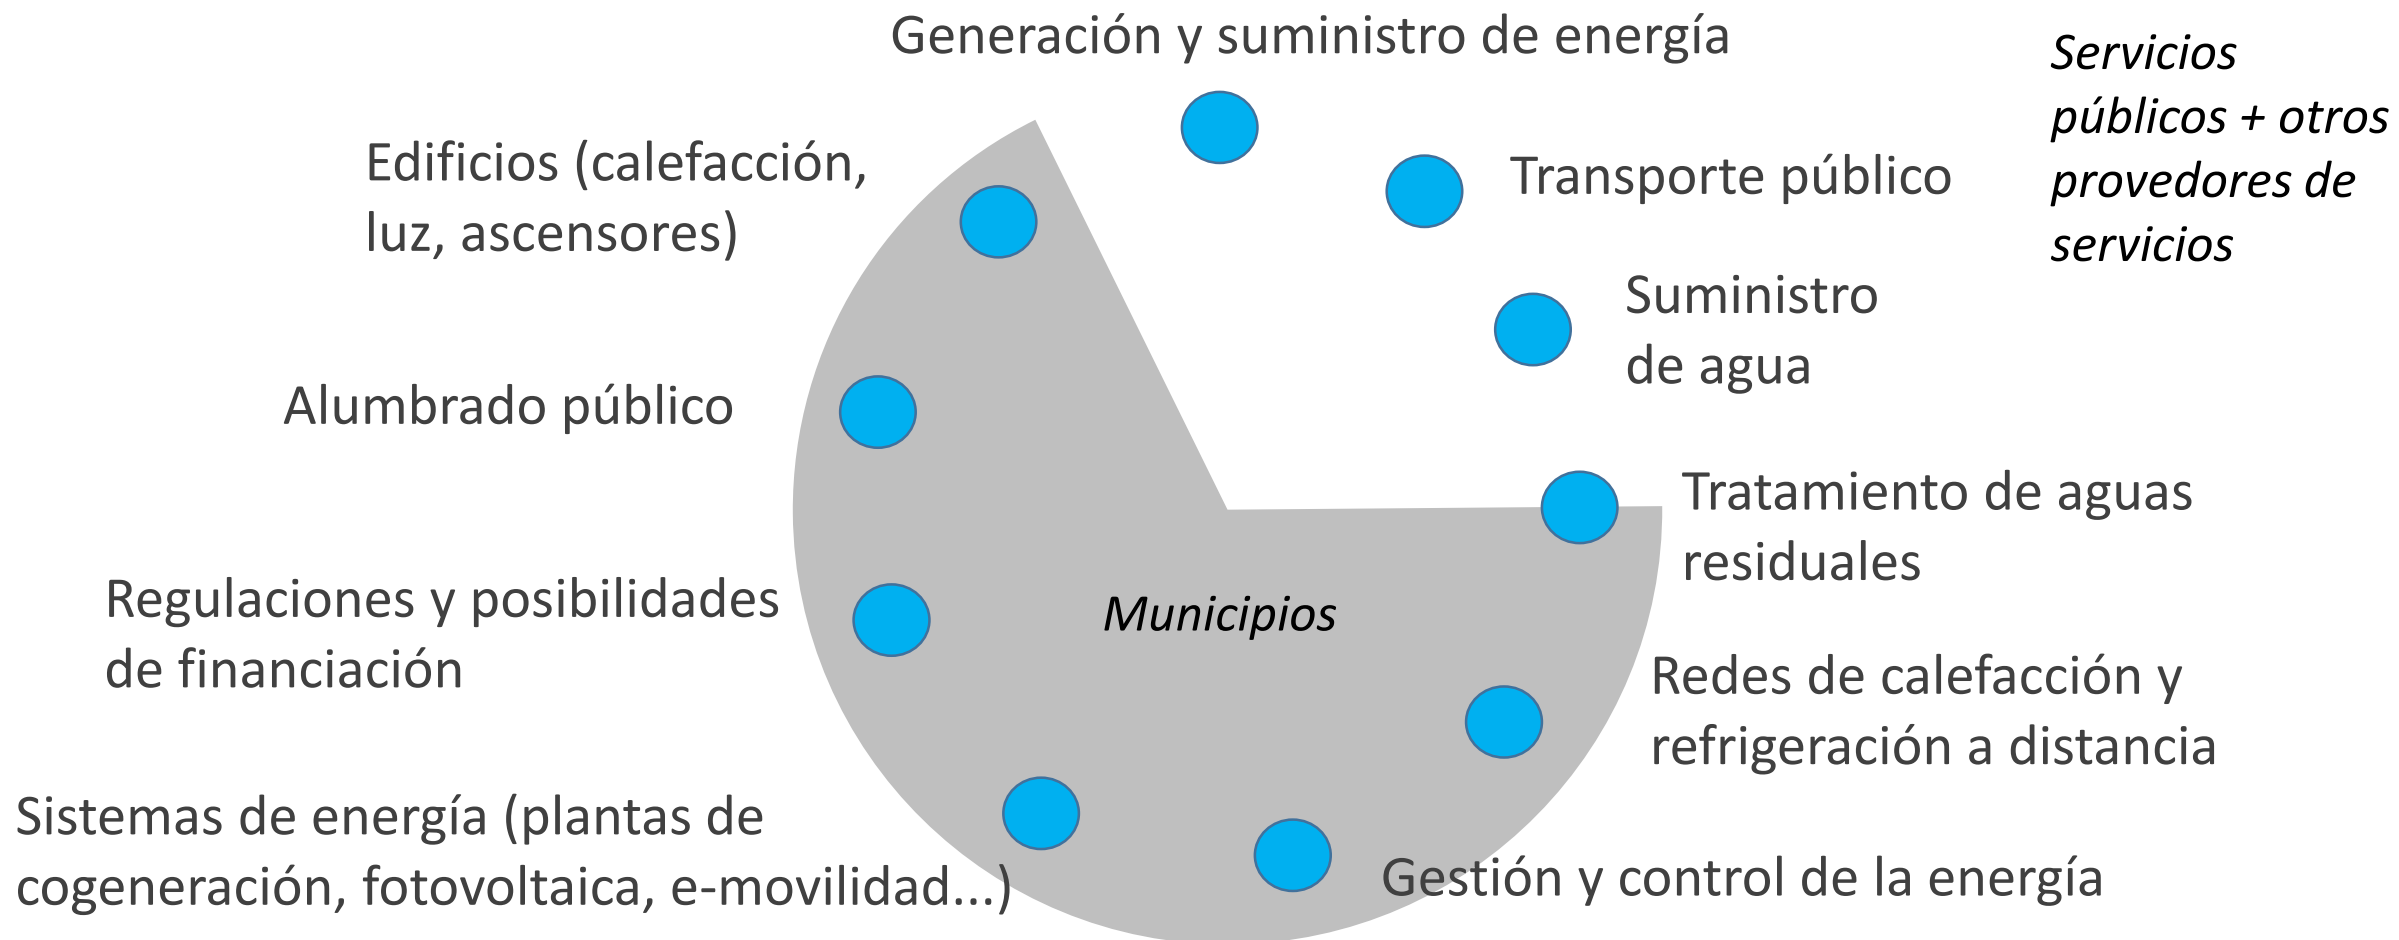 Generación y suministro de energía
Servicios
públicos + otros
provedores de
servicios
Edificios (calefacción,
luz, ascensores)
Transporte público
Suministro
de agua
Alumbrado público
Tratamiento de aguas
residuales
Regulaciones y posibilidades
de financiación
Municipios
Redes de calefacción y
refrigeración a distancia
Sistemas de energía (plantas de
cogeneración, fotovoltaica, e-movilidad...)
Gestión y control de la energía